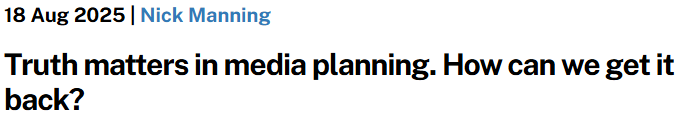 18 Aug 2025 | Nick Manning
Truth matters in media planning. How can we get it
back?